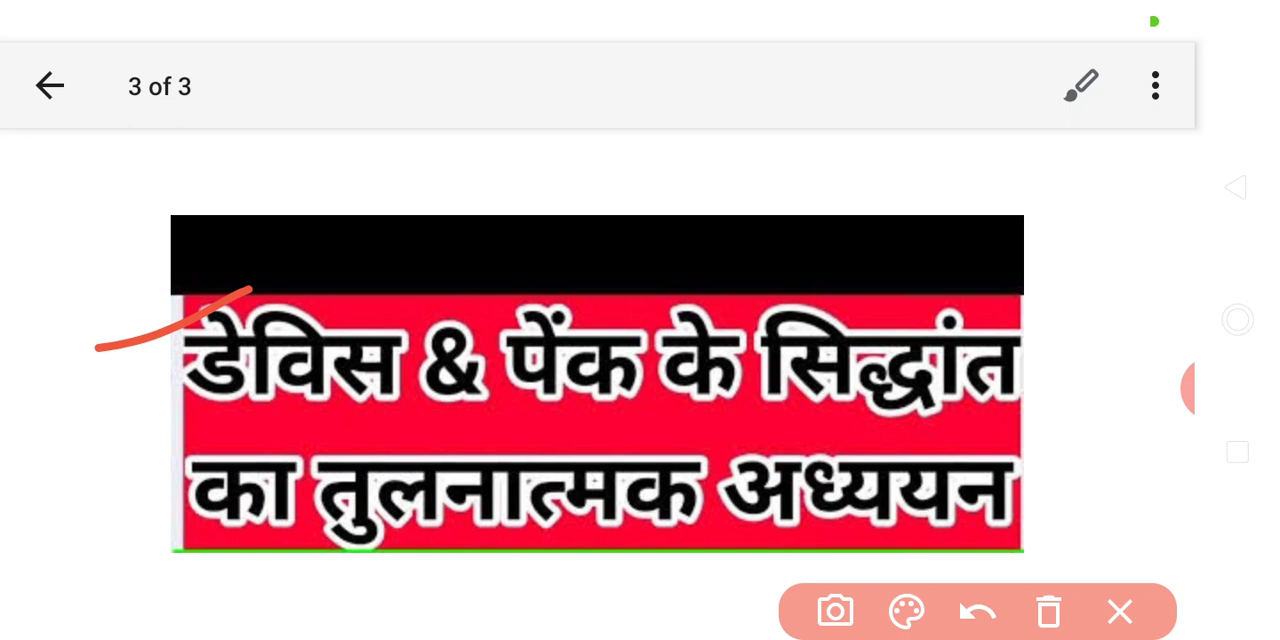 3 of 3
डेविस & पेंक के सिद्धांत
का तुलनात्मक अध्ययन